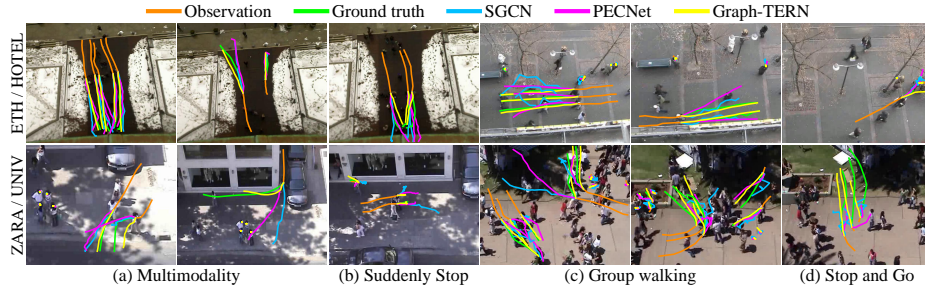 Observation Ground truth SGCN PECNet Graph-TERN
ETH / HOTEL
ZARA / UNIV
(a) Multimodality (b) Suddenly Stop (c) Group walking (d) Stop and Go